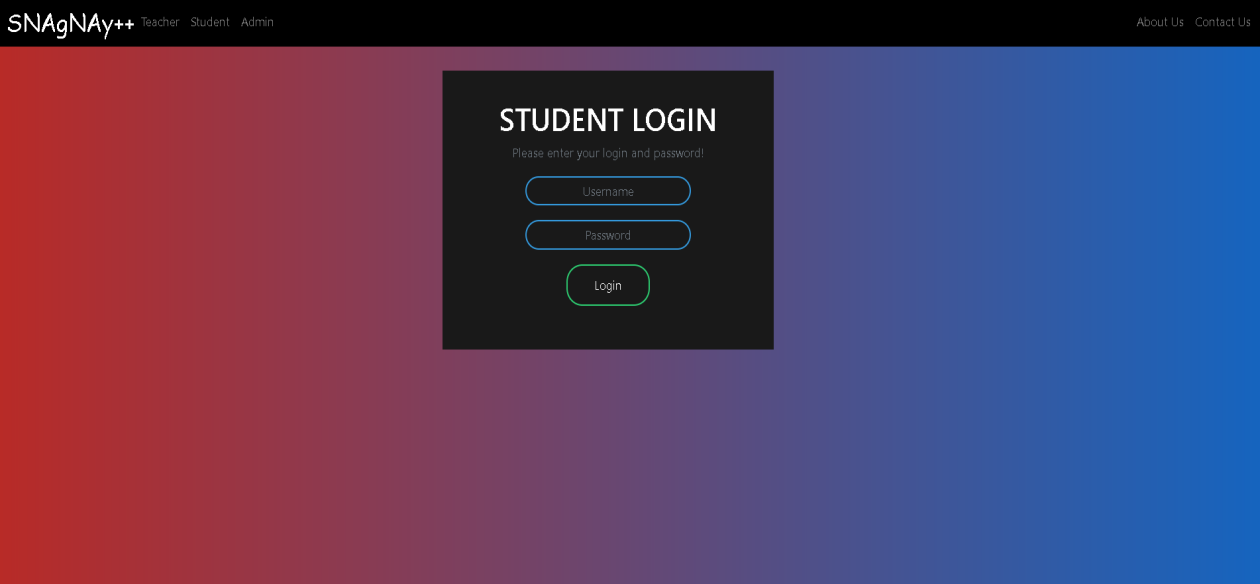 SNAgNAy++ Teacher Student Admin About Us Contact Us
STUDENT LOGIN
Please enter your login and password!
Username
Password
Login